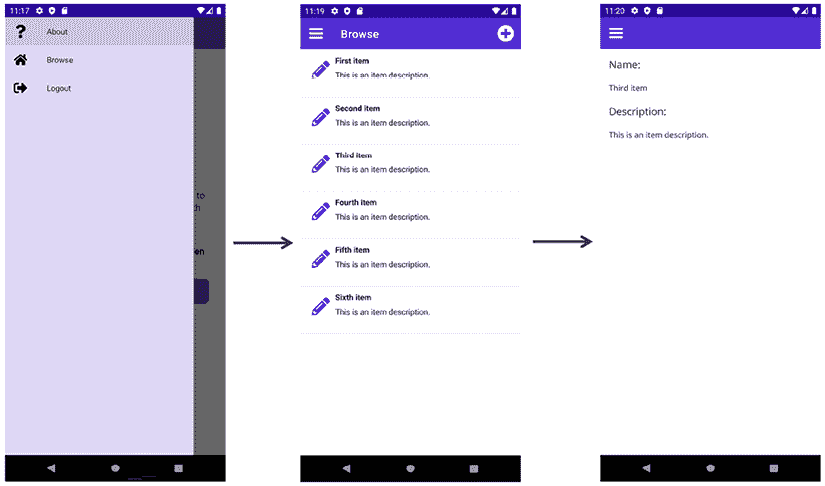 11:17
About
Browse
Logout
to
11:19
Browse
First item
This is an item description.
Second item
This is an item description.
Third item
This is an item description.
Fourth item
This is an item description.
Fifth item
This is an item description.
Sixth item
This is an item description.
11:20
Name:
Third item
Description:
This is an item description.